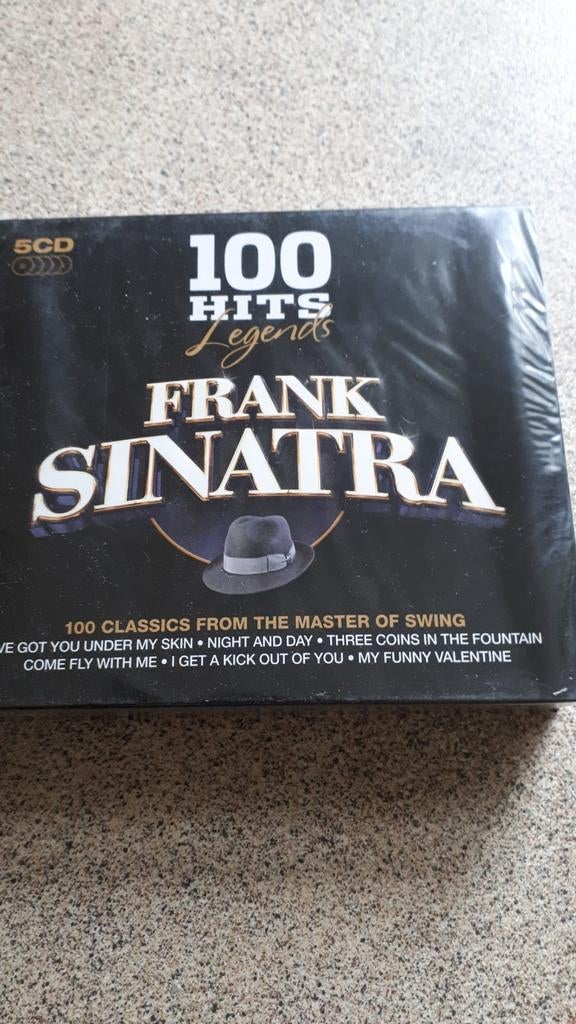 5CD
100
HITS
Legends
FRANK
SINATRA
100 CLASSICS FROM THE MASTER OF SWING
VE GOT YOU UNDER MY SKIN • NIGHT AND DAY • THREE COINS IN THE FOUNTAIN
COME FLY WITH ME • I GET A KICK OUT OF YOU • MY FUNNY VALENTINE